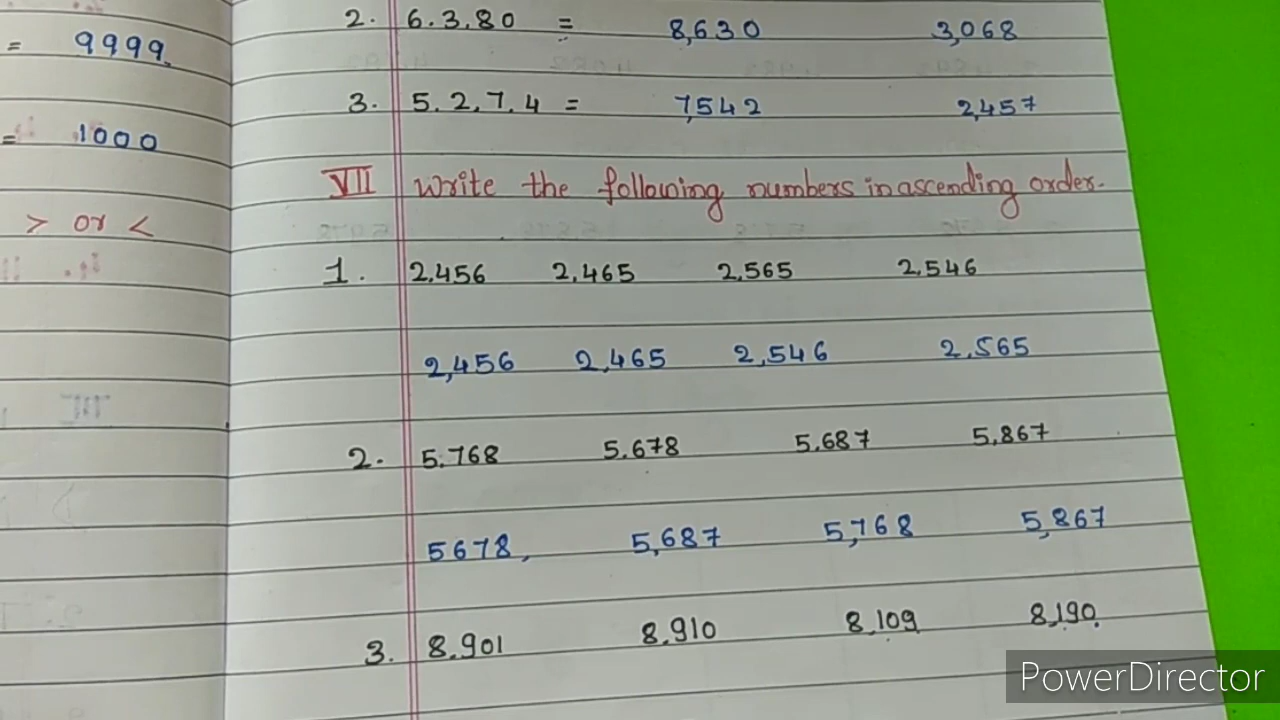 = 9999
= 1000
> or <
2. 6.3.80 = 8,630 3,068
3. 5.2.7.4 = 7,542 2,457
VII Write the following numbers in ascending order.
1. 2,456 2,465 2,565 2,546
2,456 2,465 2,546 2,565
2. 5,768 5,678 5,687 5,867
5678, 5,687 5,768 5,867
3. 8,901 8,910 8,109 8,190
PowerDirector